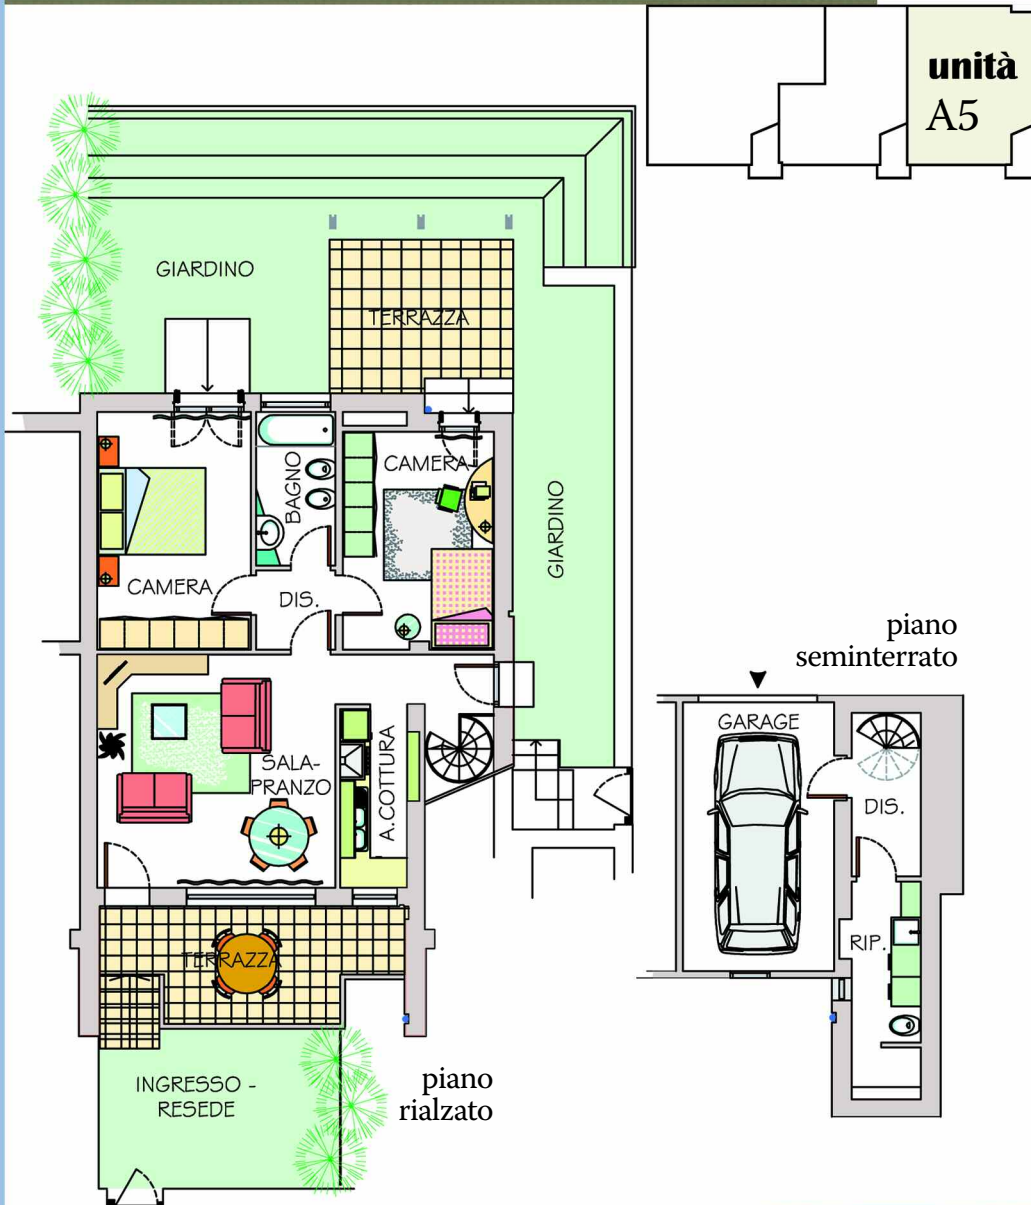 unità
A5
GIARDINO
TERRAZZA
BAGNO
CAMERA
GIARDINO
CAMERA
DIS.
piano
seminterrato
GARAGE
SALA-
PRANZO
A.COTTURA
DIS.
RIP.
TERRAZZA
INGRESSO -
RESEDE
piano
rialzato